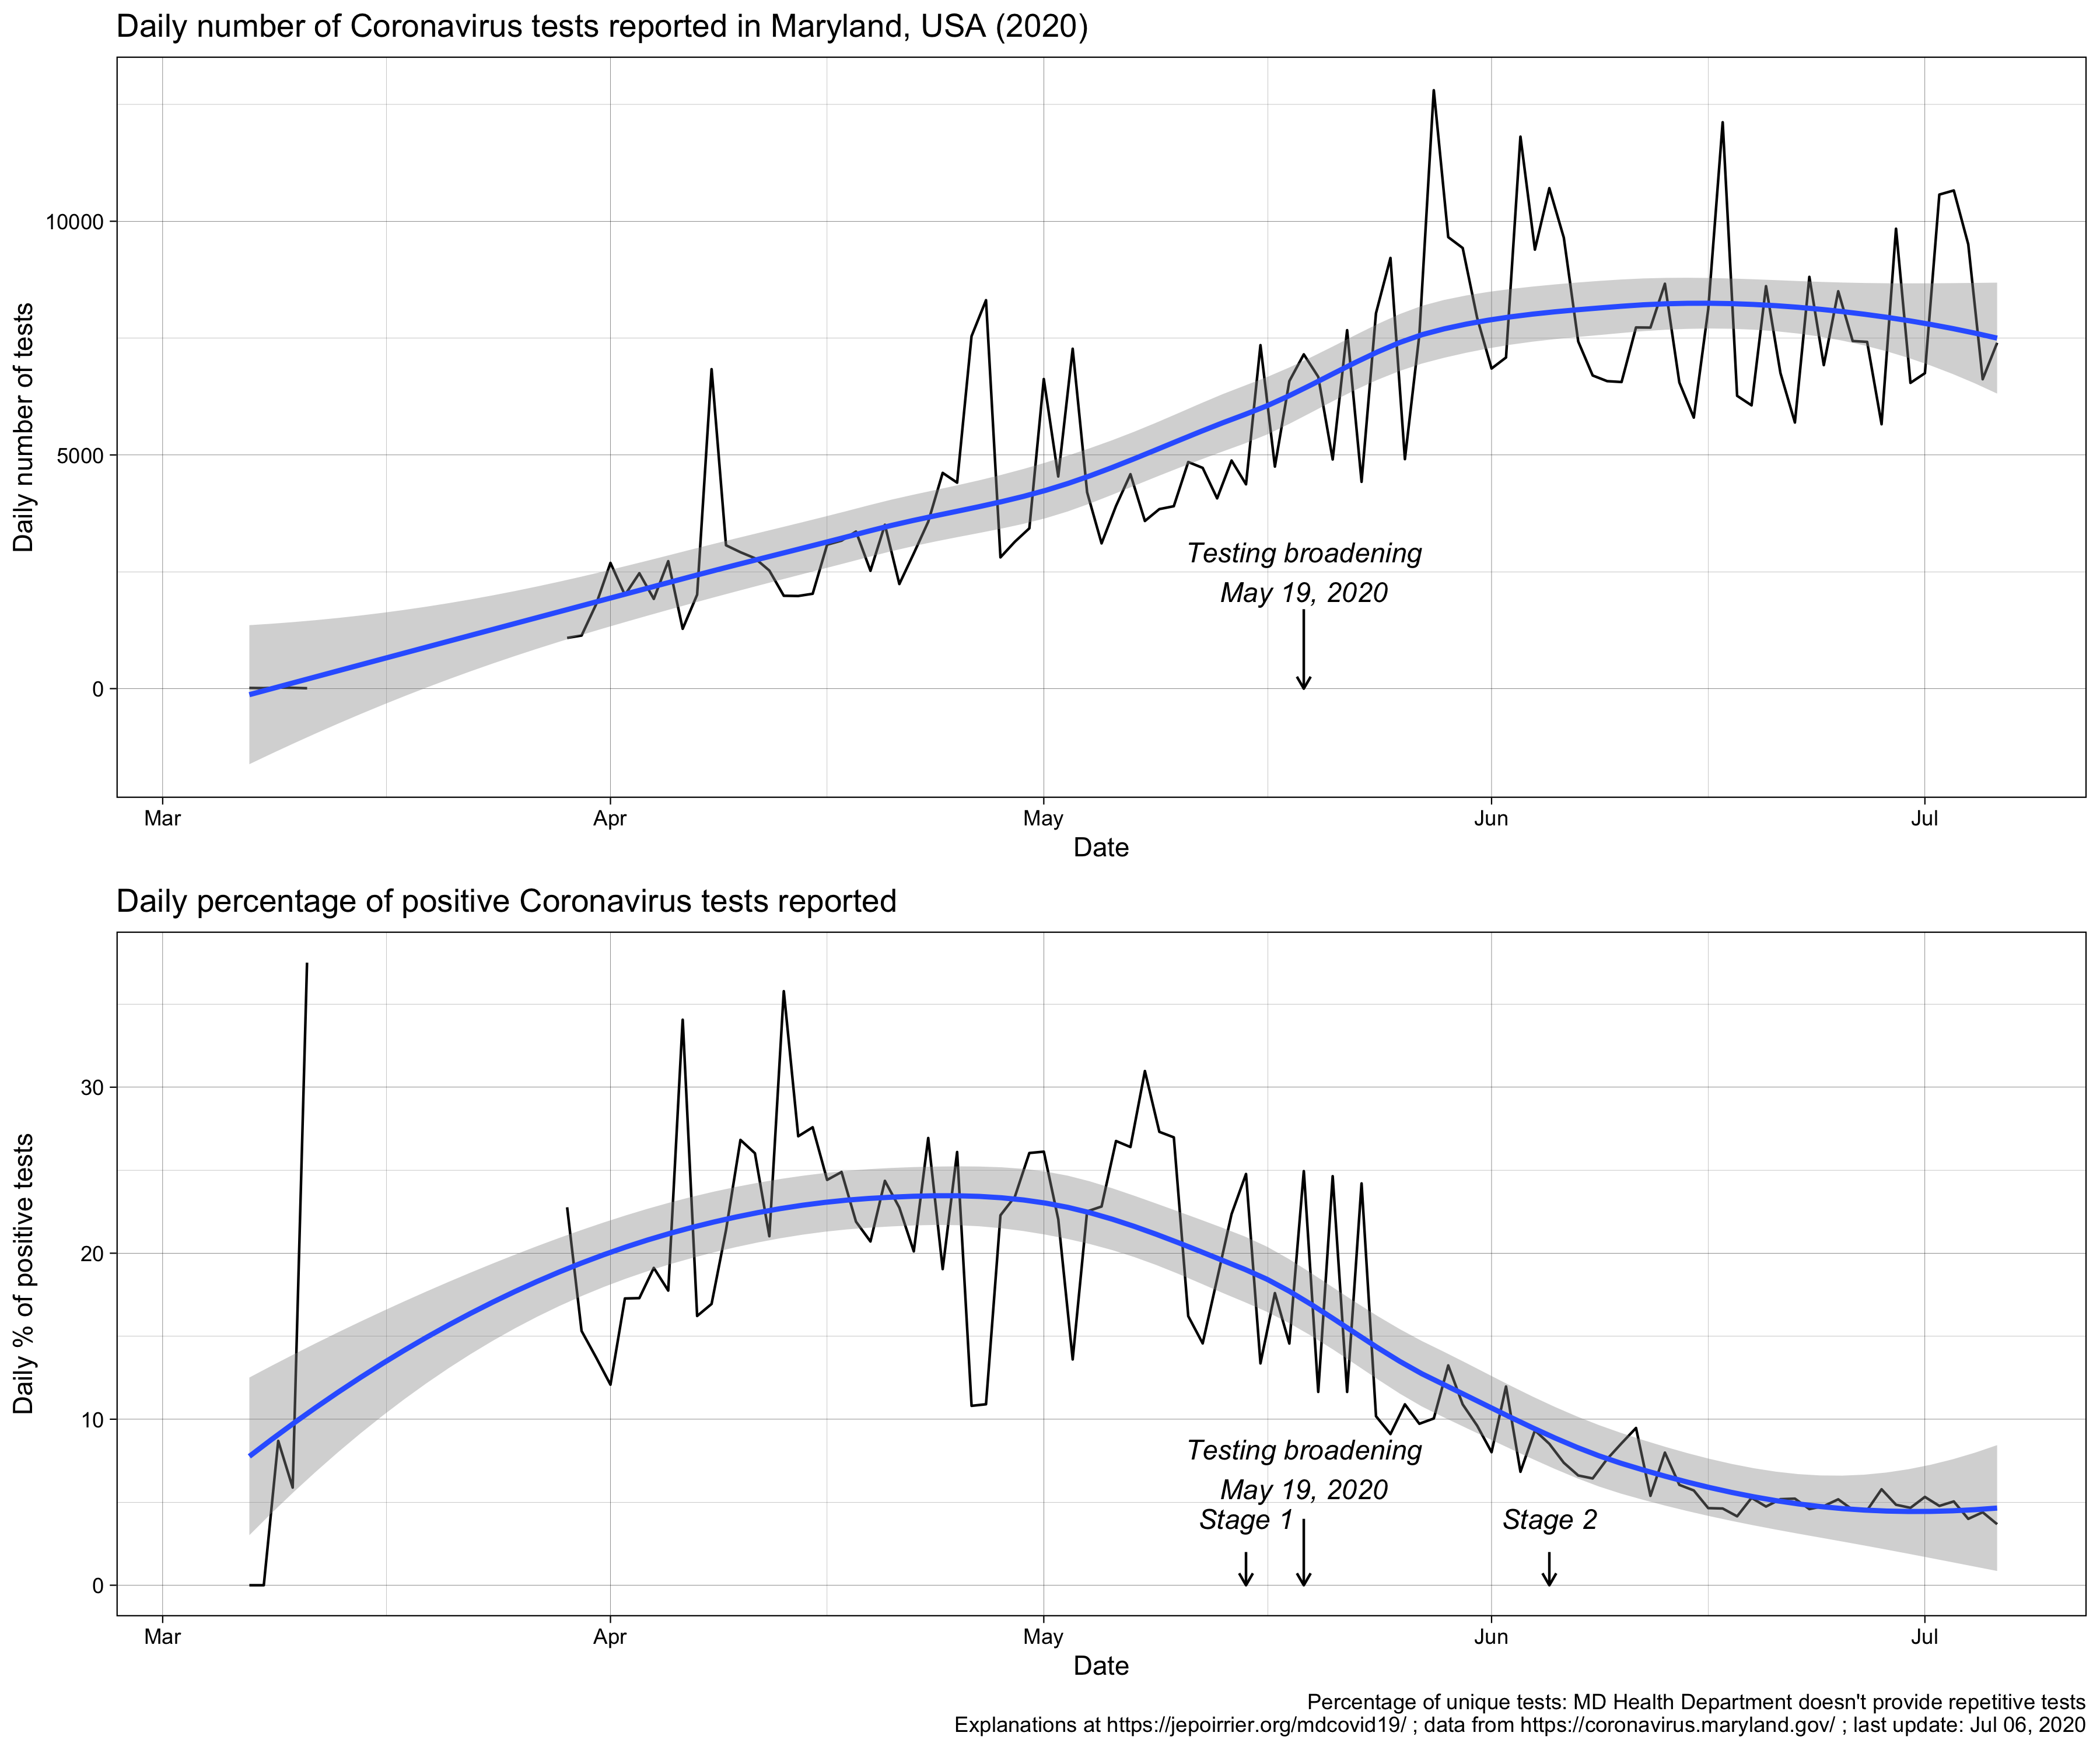 Daily number of Coronavirus tests reported in Maryland, USA (2020)
Daily number of tests
10000
5000
0
Testing broadening
May 19, 2020
Mar
Apr
May
Jun
Jul
Date
Daily percentage of positive Coronavirus tests reported
Daily % of positive tests
30
20
10
0
Testing broadening
May 19, 2020
Stage 1
Stage 2
Mar
Apr
May
Jun
Jul
Date
Percentage of unique tests: MD Health Department doesn't provide repetitive tests
Explanations at https://jepoirrier.org/mdcovid19/ ; data from https://coronavirus.maryland.gov/ ; last update: Jul 06, 2020